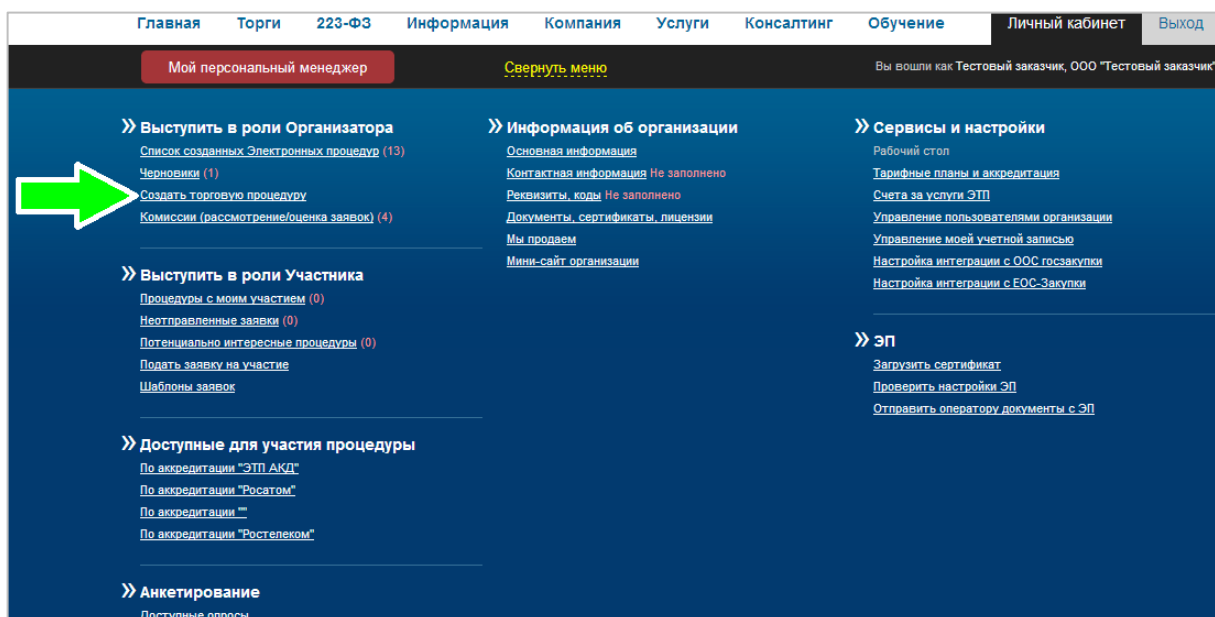 Главная Торги 223-ФЗ Информация Компания Услуги Консалтинг Обучение Личный кабинет Выход
Мой персональный менеджер Свернуть меню Вы вошли как Тестовый заказчик, ООО "Тестовый заказчик"
Выступить в роли Организатора
Список созданных Электронных процедур (13)
Черновики (1)
Создать торговую процедуру
Комиссии (рассмотрение/оценка заявок) (4)
Выступить в роли Участника
Процедуры с моим участием (0)
Неотправленные заявки (0)
Потенциально интересные процедуры (0)
Подать заявку на участие
Шаблоны заявок
Доступные для участия процедуры
По аккредитации "ЭТП АКД"
По аккредитации "Росатом"
По аккредитации ""
По аккредитации "Ростелеком"
Анкетирование
Доступные опросы
Информация об организации
Основная информация
Контактная информация Не заполнено
Реквизиты, коды Не заполнено
Документы, сертификаты, лицензии
Мы продаем
Мини-сайт организации
Сервисы и настройки
Рабочий стол
Тарифные планы и аккредитация
Счета за услуги ЭТП
Управление пользователями организации
Управление моей учетной записью
Настройка интеграции с ООС госзакупки
Настройка интеграции с ЕОС-Закупки
ЭП
Загрузить сертификат
Проверить настройки ЭП
Отправить оператору документы с ЭП